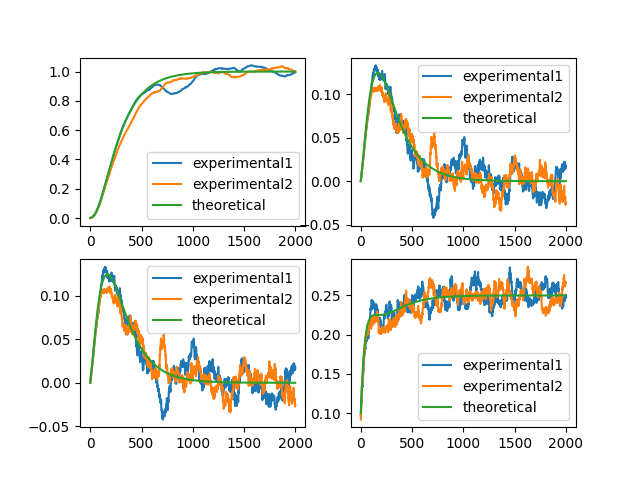 1.0
0.8
0.6
0.4
0.2
0.0
experimental1
experimental2
theoretical
0 500 1000 1500 2000
0.10
0.05
0.00
−0.05
experimental1
experimental2
theoretical
0 500 1000 1500 2000
0.10
0.05
0.00
−0.05
experimental1
experimental2
theoretical
0 500 1000 1500 2000
0.25
0.20
0.15
0.10
experimental1
experimental2
theoretical
0 500 1000 1500 2000